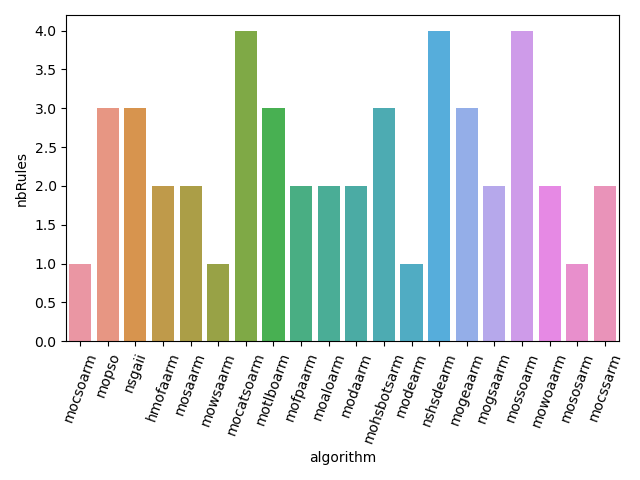 4.0
3.5
3.0
2.5
2.0
1.5
1.0
0.5
0.0
nbRules
mocsoarm
mopso
nsgaii
hmofaarm
mosaarm
mowsaarm
mocatsoarm
motlboarm
mofpaarm
moaloarm
modaarm
mohsbotsarm
modearm
nshsdearm
mogeaarm
mogsaarm
mossoarm
mowoaarm
mososarm
mocssarm
algorithm